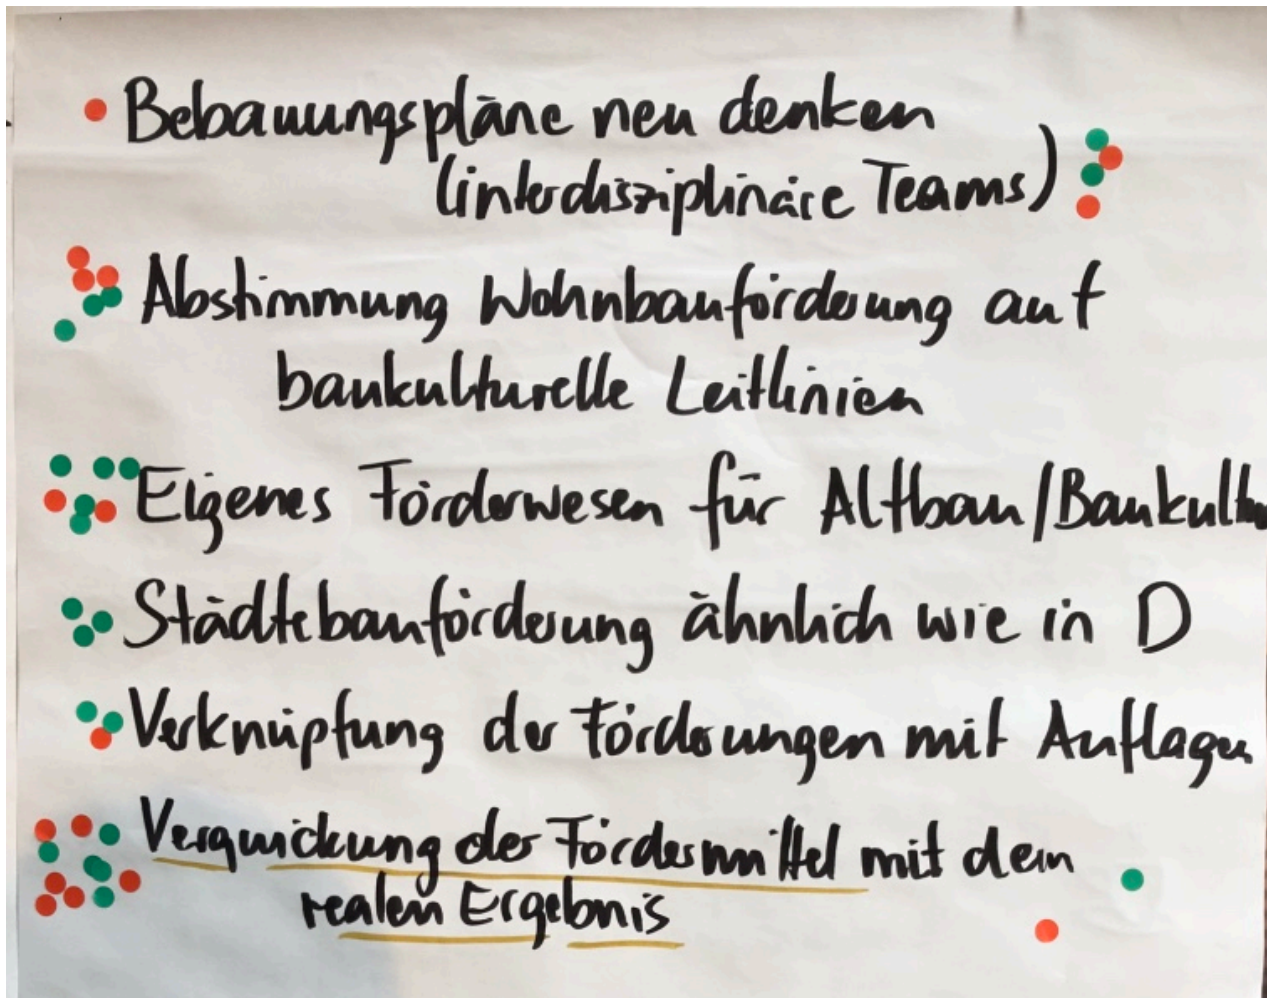 Bebauungspläne neu denken
(interdisziplinäre Teams)
Abstimmung Wohnbauförderung auf
baukulturelle Leitlinien
Eigenes Förderwesen für Altbau/Baukultur
Städtebauförderung ähnlich wie in D
Verknüpfung der Förderungen mit Auflagen
Verquickung der Fördermittel mit dem
realen Ergebnis